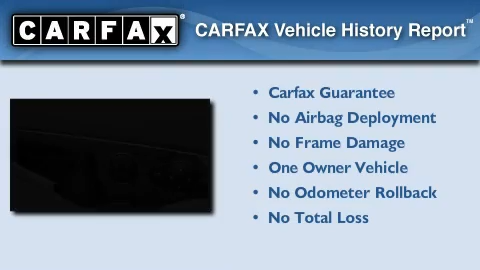 CARFAX® CARFAX Vehicle History Report™
• Carfax Guarantee
• No Airbag Deployment
• No Frame Damage
• One Owner Vehicle
• No Odometer Rollback
• No Total Loss